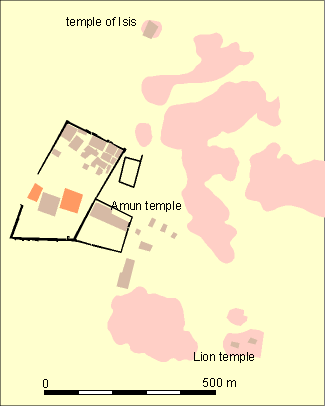 temple of Isis
Amun temple
Lion temple
0 500 m